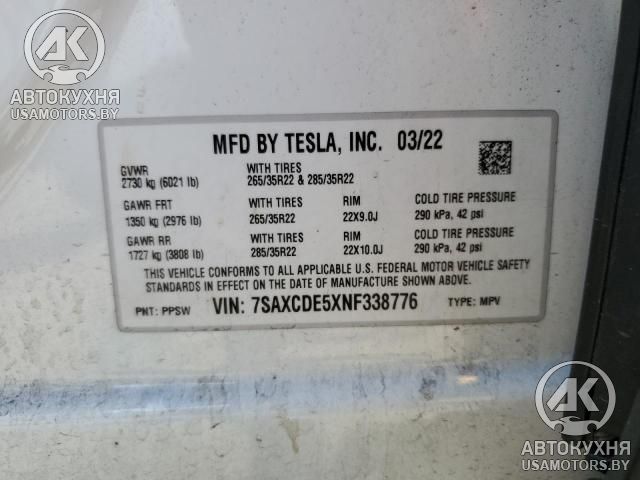 AK
АВТОКУХНЯ
USAMOTORS.BY
MFD BY TESLA, INC. 03/22
GVWR WITH TIRES
2730 kg (6021 lb) 265/35R22 & 285/35R22
GAWR FRT WITH TIRES RIM COLD TIRE PRESSURE
1350 kg (2976 lb) 265/35R22 22X9.0J 290 kPa, 42 psi
GAWR RR WITH TIRES RIM COLD TIRE PRESSURE
1727 kg (3808 lb) 285/35R22 22X10.0J 290 kPa, 42 psi
THIS VEHICLE CONFORMS TO ALL APPLICABLE U.S. FEDERAL MOTOR VEHICLE SAFETY
STANDARDS IN EFFECT ON THE DATE OF MANUFACTURE SHOWN ABOVE.
PNT: PPSW VIN: 7SAXCDE5XNF338776 TYPE: MPV
AK
АВТОКУХНЯ
USAMOTORS.BY